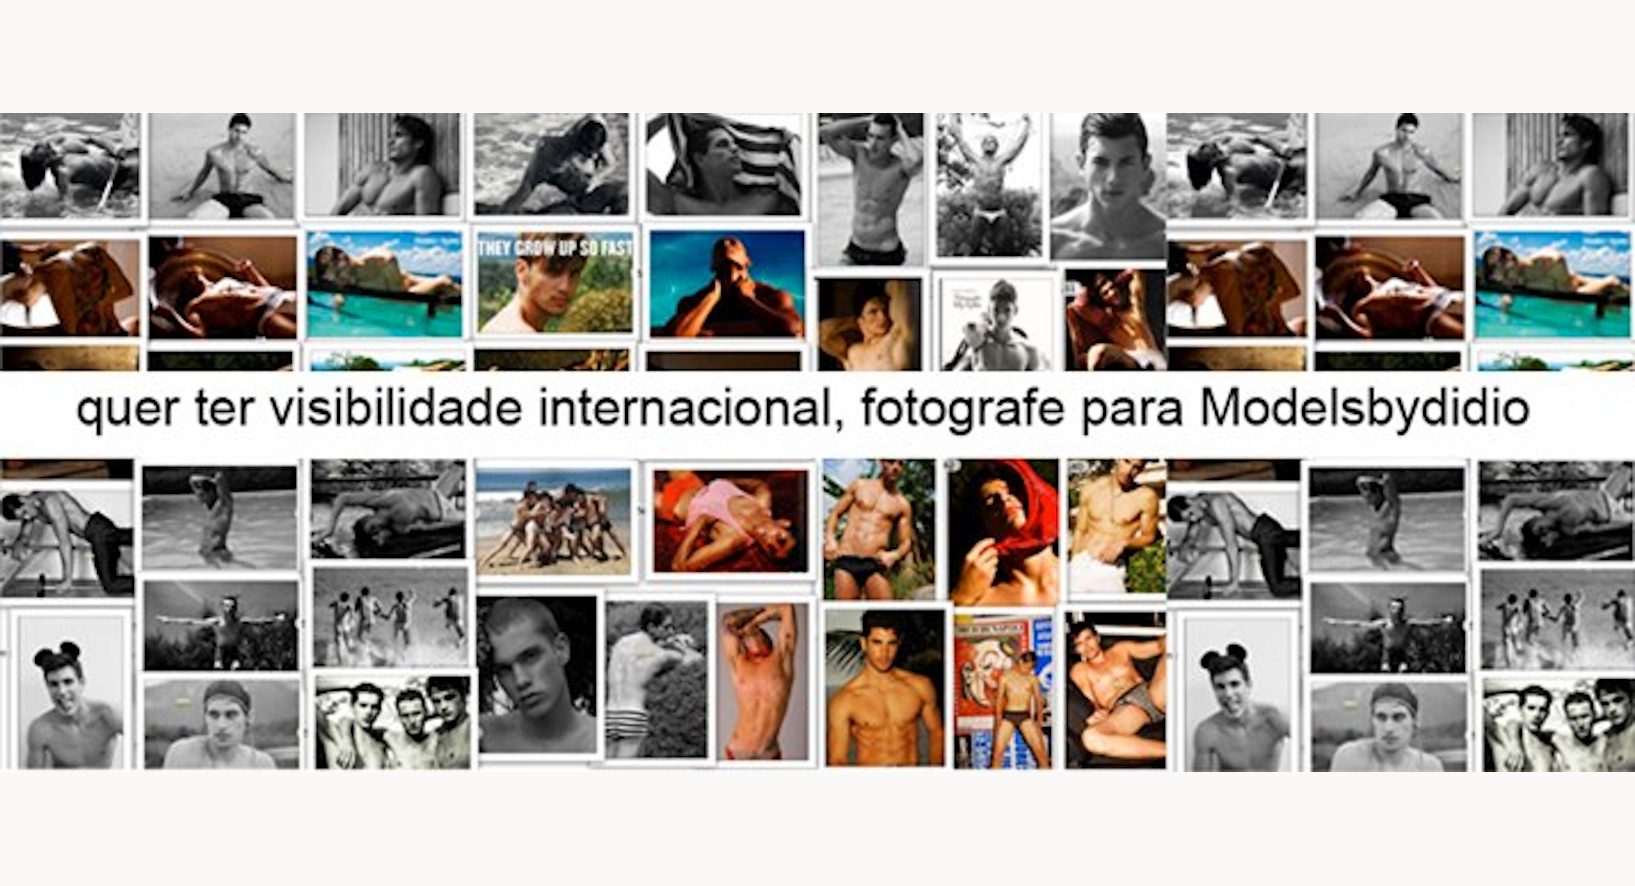 THEY GROW UP SO FAST
quer ter visibilidade internacional, fotografe para Modelsbydidio